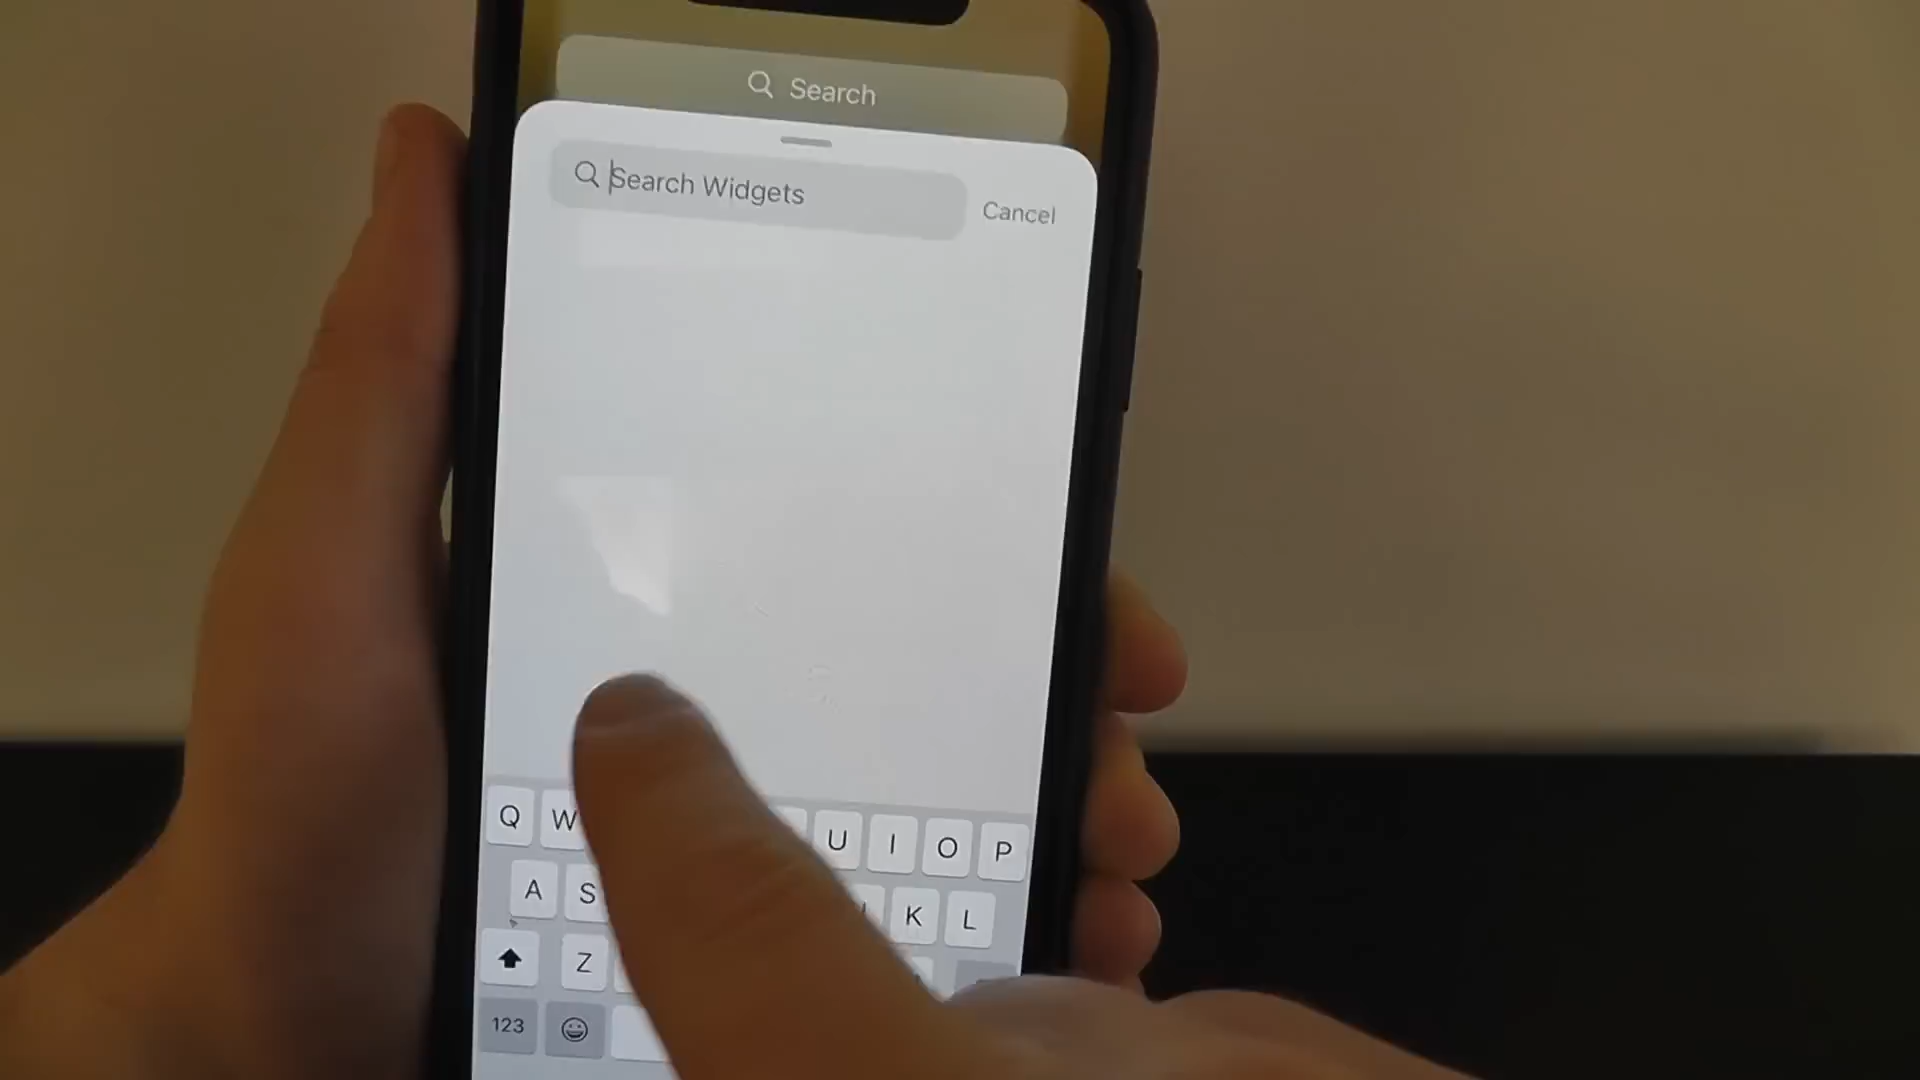 Search
Search Widgets
Cancel
Q W U I O P
A S K L
Z
123